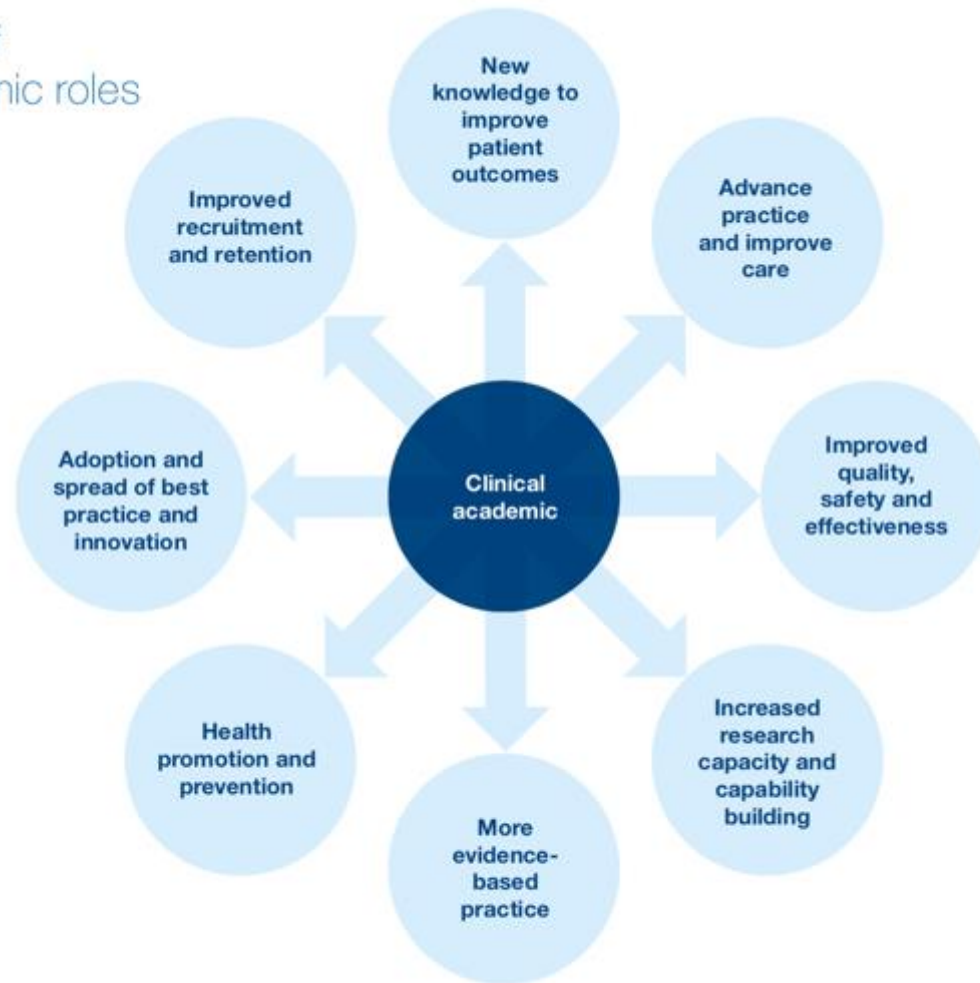 roles
New
knowledge to
improve
patient
outcomes
Advance
practice
and improve
care
Improved
quality,
safety and
effectiveness
Increased
research
capacity and
capability
building
More
evidence-
based
practice
Health
promotion and
prevention
Adoption and
spread of best
practice and
innovation
Improved
recruitment
and retention
Clinical
academic